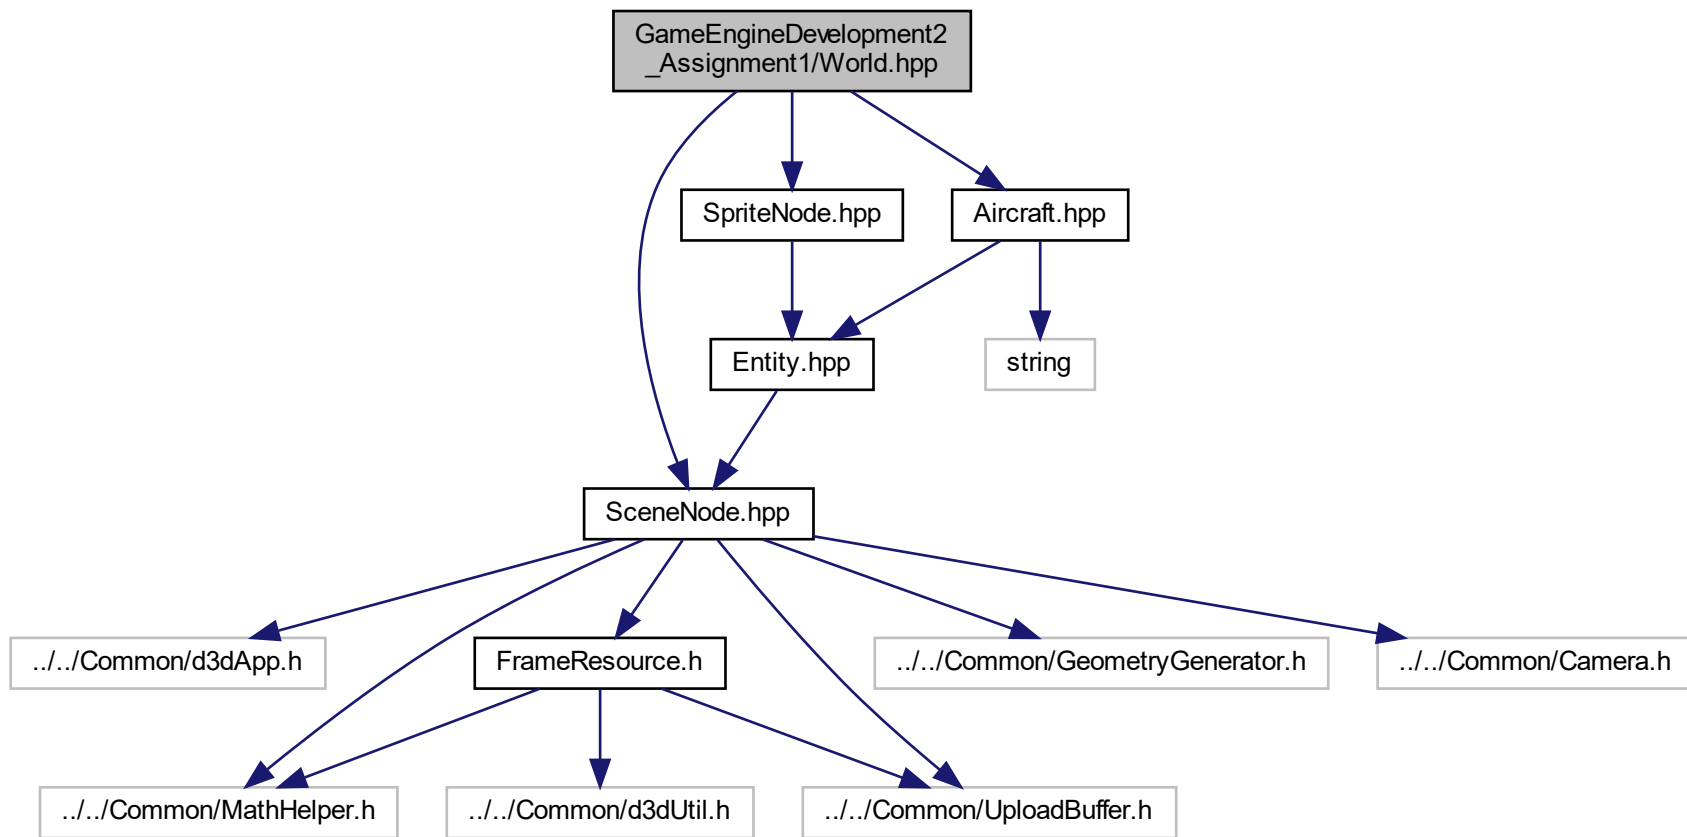 GameEngineDevelopment2
_Assignment1/World.hpp
SpriteNode.hpp
Aircraft.hpp
Entity.hpp
string
SceneNode.hpp
../../Common/d3dApp.h
FrameResource.h
../../Common/GeometryGenerator.h
../../Common/Camera.h
../../Common/MathHelper.h
../../Common/d3dUtil.h
../../Common/UploadBuffer.h